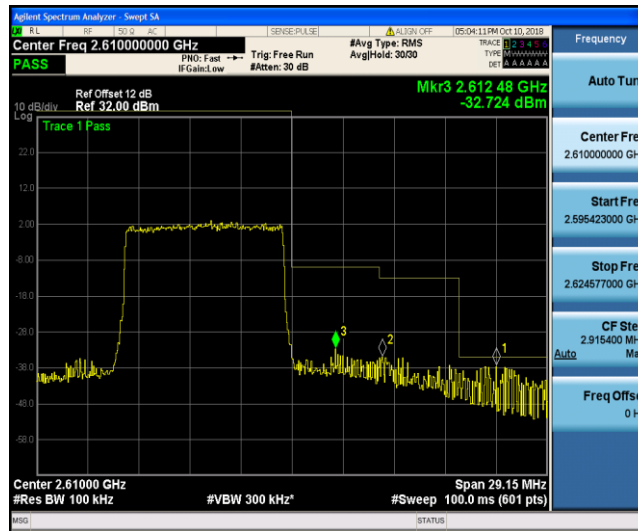 Agilent Spectrum Analyzer - Swept SA
RL RF 50 Ω AC SENSE:PULSE ALIGN OFF 05:04:11 PM Oct 10, 2018
Center Freq 2.610000000 GHz #Avg Type: RMS TRACE 1 2 3 4 5 6
PASS PNO: Fast Trig: Free Run Avg|Hold: 30/30 TYPE M
IFGain:Low #Atten: 30 dB DET A A A A A A
Mkr3 2.612 48 GHz
Ref Offset 12 dB
10 dB/div Ref 32.00 dBm -32.724 dBm
Log
Trace 1 Pass
22.0
12.0
2.00
-8.00
-18.0
-28.0
-38.0
-48.0
-58.0
3
2
1
Center 2.61000 GHz Span 29.15 MHz
#Res BW 100 kHz #VBW 300 kHz* #Sweep 100.0 ms (601 pts)
MSG STATUS
Frequency
Auto Tun
Center Fre
2.610000000 GH
Start Fre
2.595423000 GH
Stop Fre
2.624577000 GH
CF Ste
2.915400 MH
Auto Ma
Freq Offse
0 H